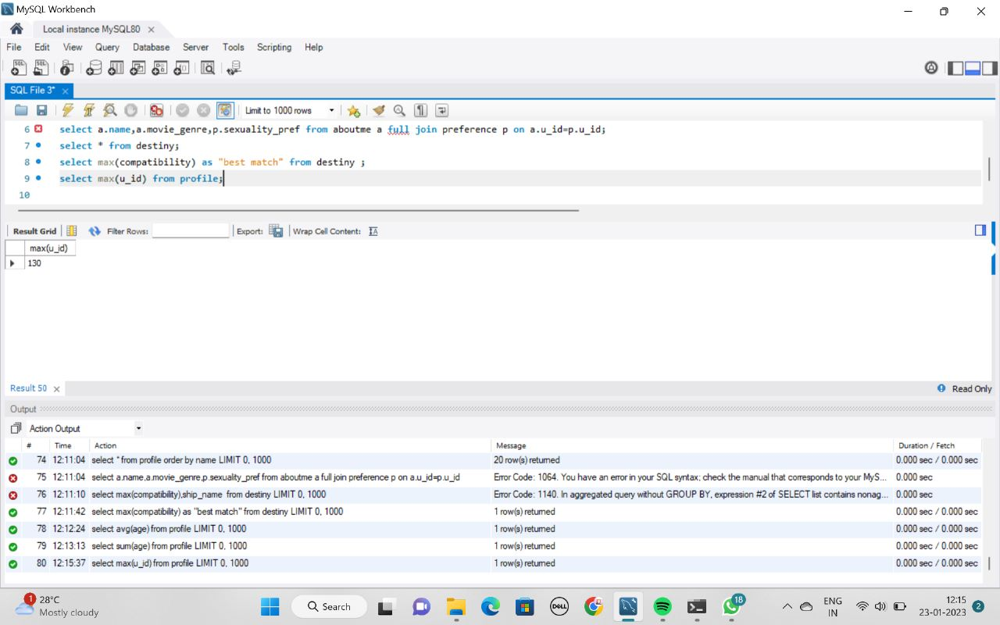 MySQL Workbench
Local instance MySQL80
File Edit View Query Database Server Tools Scripting Help
SQL File 3*
Limit to 1000 rows
6 select a.name,a.movie_genre,p.sexuality_pref from aboutme a full join preference p on a.u_id=p.u_id;
7 select * from destiny;
8 select max(compatibility) as "best match" from destiny ;
9 select max(u_id) from profile;
10
Result Grid Filter Rows: Export: Wrap Cell Content:
max(u_id)
130
Result 50 Read Only
Output
Action Output
# Time Action Message Duration / Fetch
74 12:11:04 select * from profile order by name LIMIT 0, 1000 20 row(s) returned 0.000 sec / 0.000 sec
75 12:11:04 select a.name,a.movie_genre,p.sexuality_pref from aboutme a full join preference p on a.u_id=p.u_id Error Code: 1064. You have an error in your SQL syntax; check the manual that corresponds to your MyS... 0.000 sec
76 12:11:10 select max(compatibility),ship_name from destiny LIMIT 0, 1000 Error Code: 1140. In aggregated query without GROUP BY, expression #2 of SELECT list contains nonag... 0.000 sec
77 12:11:42 select max(compatibility) as "best match" from destiny LIMIT 0, 1000 1 row(s) returned 0.000 sec / 0.000 sec
78 12:12:24 select avg(age) from profile LIMIT 0, 1000 1 row(s) returned 0.000 sec / 0.000 sec
79 12:13:13 select sum(age) from profile LIMIT 0, 1000 1 row(s) returned 0.000 sec / 0.000 sec
80 12:15:37 select max(u_id) from profile LIMIT 0, 1000 1 row(s) returned 0.000 sec / 0.000 sec
1 28°C
Mostly cloudy
Search
DELL
18
ENG
IN
12:15
23-01-2023
2